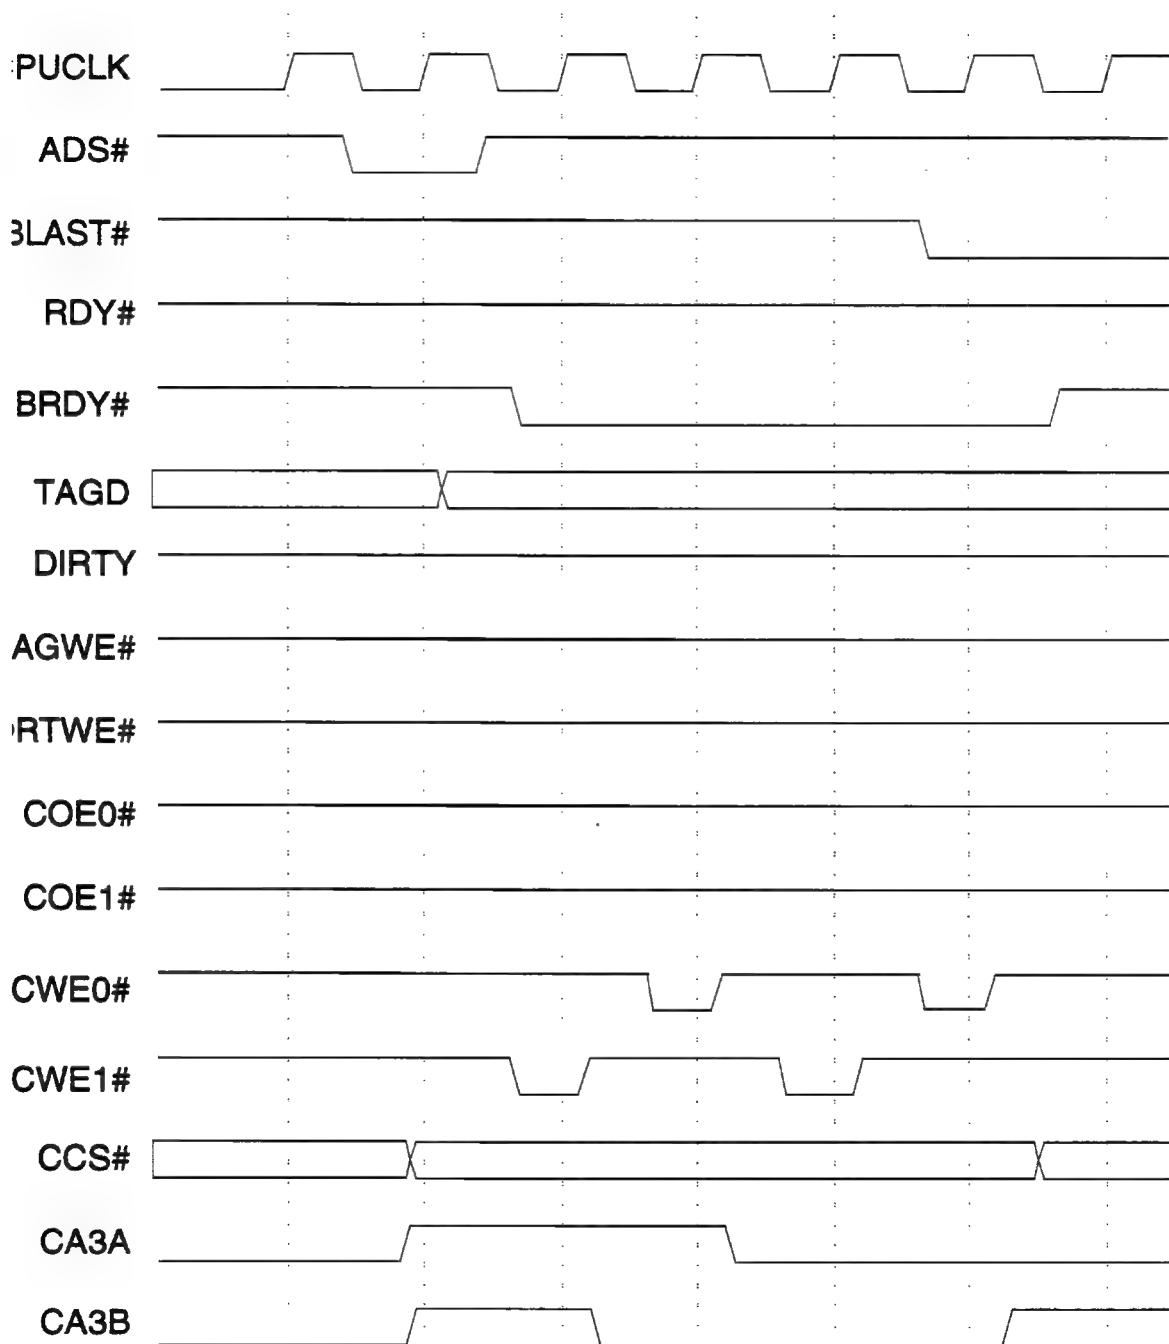 PUCLK
ADS#
BLAST#
RDY#
BRDY#
TAGD
DIRTY
AGWE#
RTWE#
COE0#
COE1#
CWE0#
CWE1#
CCS#
CA3A
CA3B